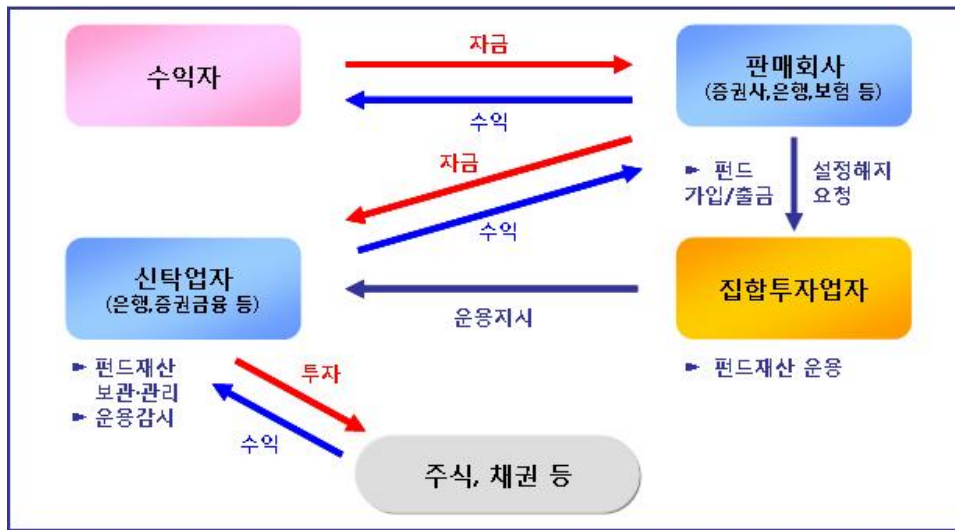 수익자
자금
수익
판매회사
(증권사,은행,보험 등)
자금
수익
► 펀드
가입/출금
설정해지
요청
신탁업자
(은행,증권금융 등)
운용지시
집합투자업자
► 펀드재산
보관·관리
► 운용감시
투자
수익
► 펀드재산 운용
주식, 채권 등